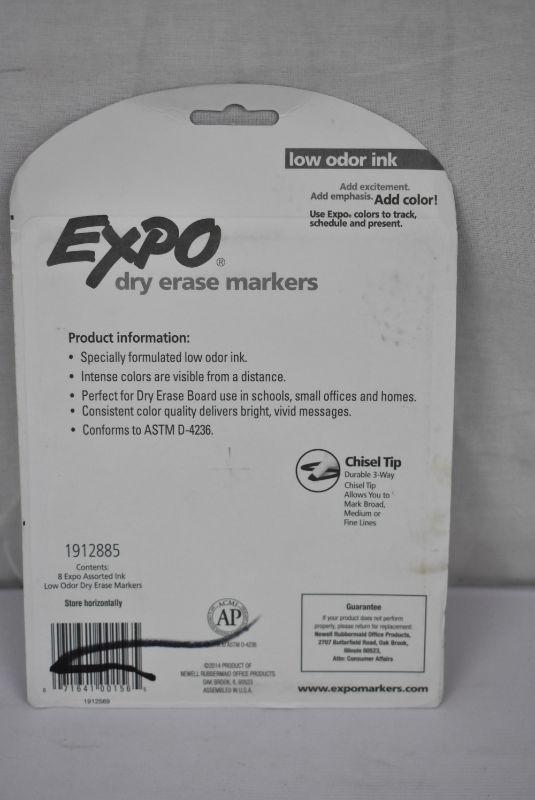 low odor ink
Add excitement.
Add emphasis. Add color!
Use Expo® colors to track,
schedule and present.
EXPO®
dry erase markers
Product information:
• Specially formulated low odor ink.
• Intense colors are visible from a distance.
• Perfect for Dry Erase Board use in schools, small offices and homes.
• Consistent color quality delivers bright, vivid messages.
• Conforms to ASTM D-4236.
Chisel Tip
Durable 3-Way
Chisel Tip
Allows You to
Mark Broad,
Medium or
Fine Lines
1912885
Contents:
8 Expo Assorted Ink
Low Odor Dry Erase Markers
Store horizontally
ACMI
AP
ASTM D-4236
Guarantee
If your product does not perform
properly, please return for replacement:
Newell Rubbermaid Office Products,
2707 Butterfield Road, Oak Brook,
Illinois 60523,
Attn: Consumer Affairs
©2014 PRODUCT OF
NEWELL RUBBERMAID OFFICE PRODUCTS
OAK BROOK, IL 60523
ASSEMBLED IN U.S.A.
71641 00156
1912569
www.expomarkers.com